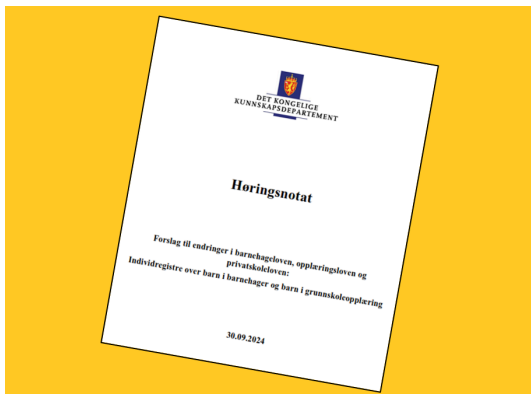 DET KONGELIGE
KUNNSKAPSDEPARTEMENT
Høringsnotat
Forslag til endringer i barnehageloven, opplæringsloven og
privatskoleloven:
Individregistre over barn i barnehager og barn i grunnskoleopplæring
30.09.2024